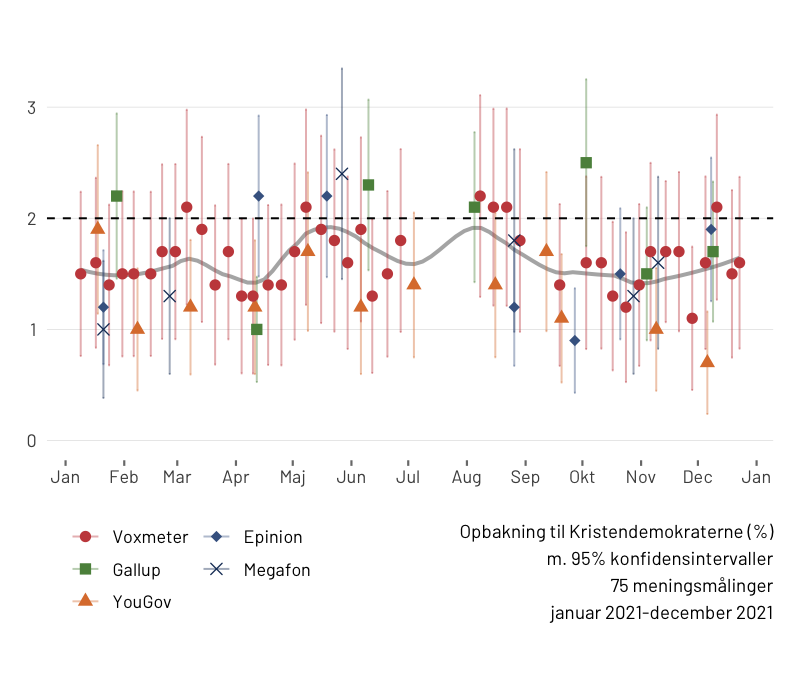 3
2
1
0
Jan Feb Mar Apr Maj Jun Jul Aug Sep Okt Nov Dec Jan
Voxmeter Epinion
Gallup Megafon
YouGov
Opbakning til Kristendemokraterne (%)
m. 95% konfidensintervaller
75 meningsmålinger
januar 2021-december 2021